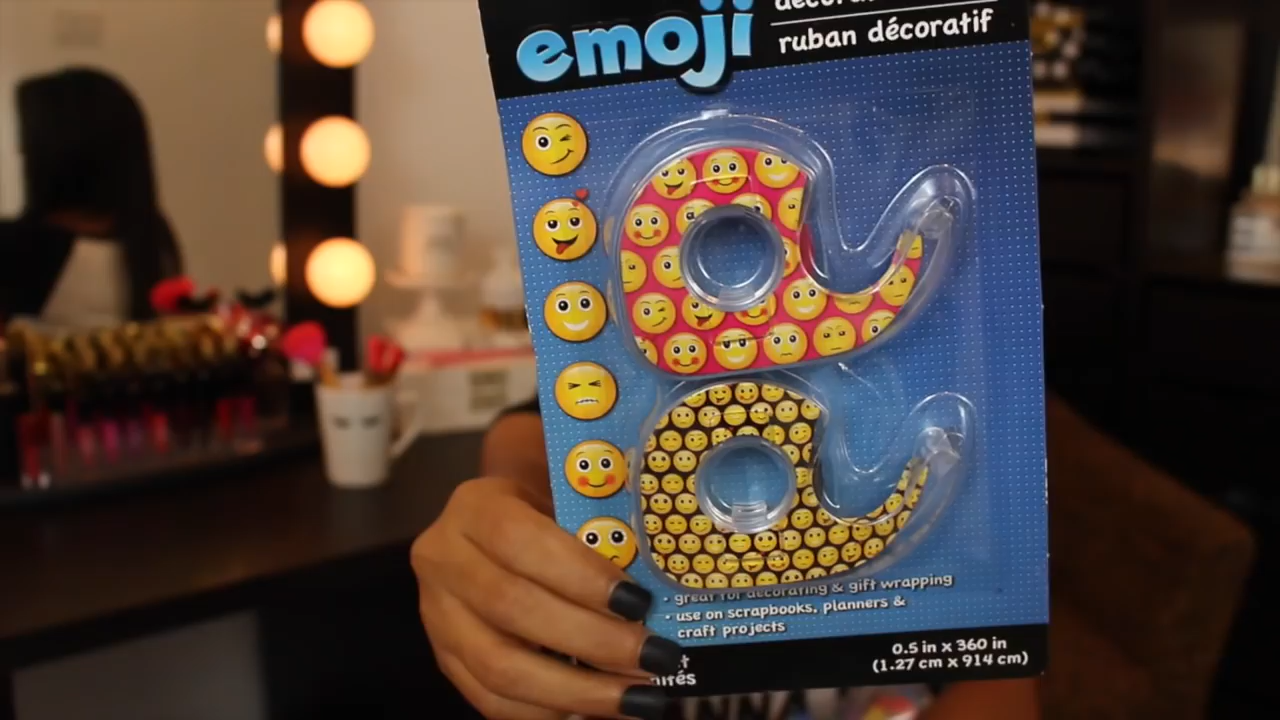 emoji
ruban décoratif
• great for decorating & gift wrapping
• use on scrapbooks, planners &
craft projects
0.5 in x 360 in
(1.27 cm x 914 cm)